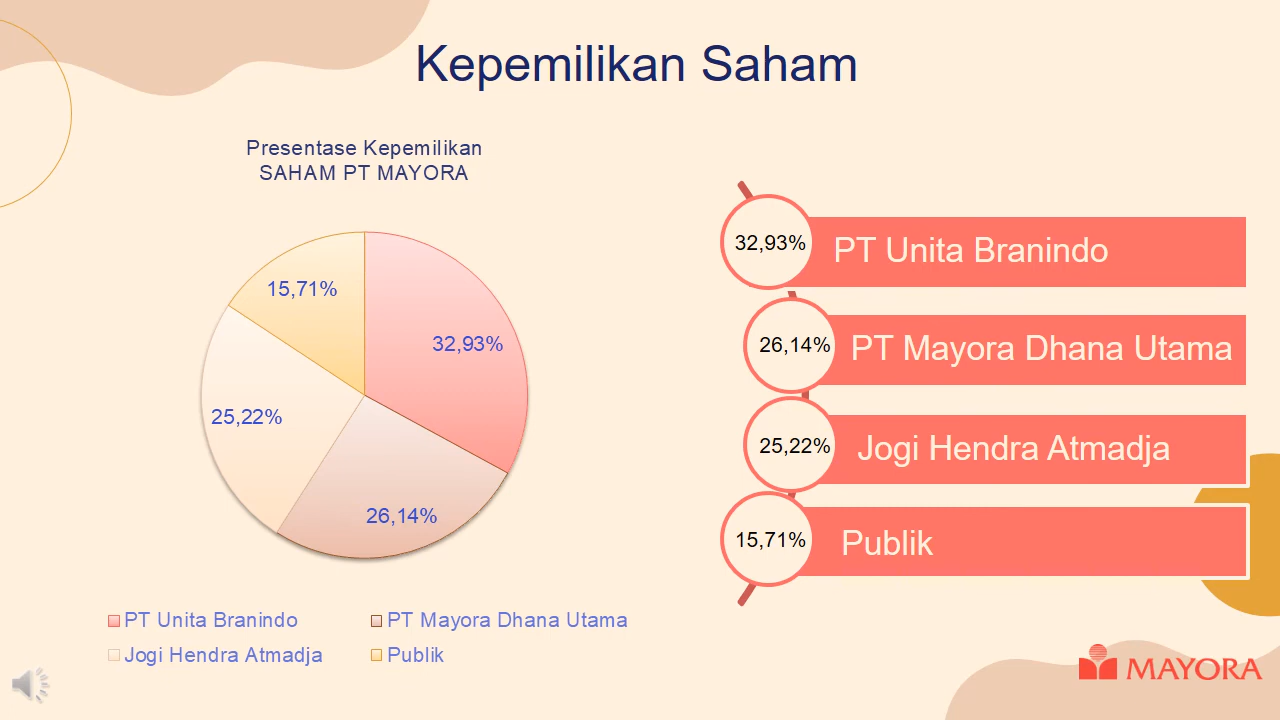 Kepemilikan Saham
Presentase Kepemilikan
SAHAM PT MAYORA
15,71%
32,93%
25,22%
26,14%
PT Unita Branindo
PT Mayora Dhana Utama
Jogi Hendra Atmadja
Publik
32,93%
PT Unita Branindo
26,14%
PT Mayora Dhana Utama
25,22%
Jogi Hendra Atmadja
15,71%
Publik
MAYORA